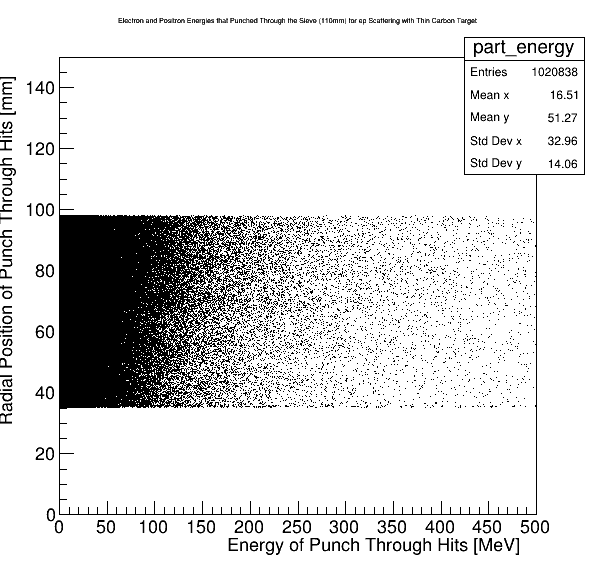 Electron and Positron Energies that Punched Through the Sieve (110mm) for ep Scattering with Thin Carbon Target
part_energy
Entries 1020838
Mean x 16.51
Mean y 51.27
Std Dev x 32.96
Std Dev y 14.06
Radial Position of Punch Through Hits [mm]
140
120
100
80
60
40
20
0
0 50 100 150 200 250 300 350 400 450 500
Energy of Punch Through Hits [MeV]